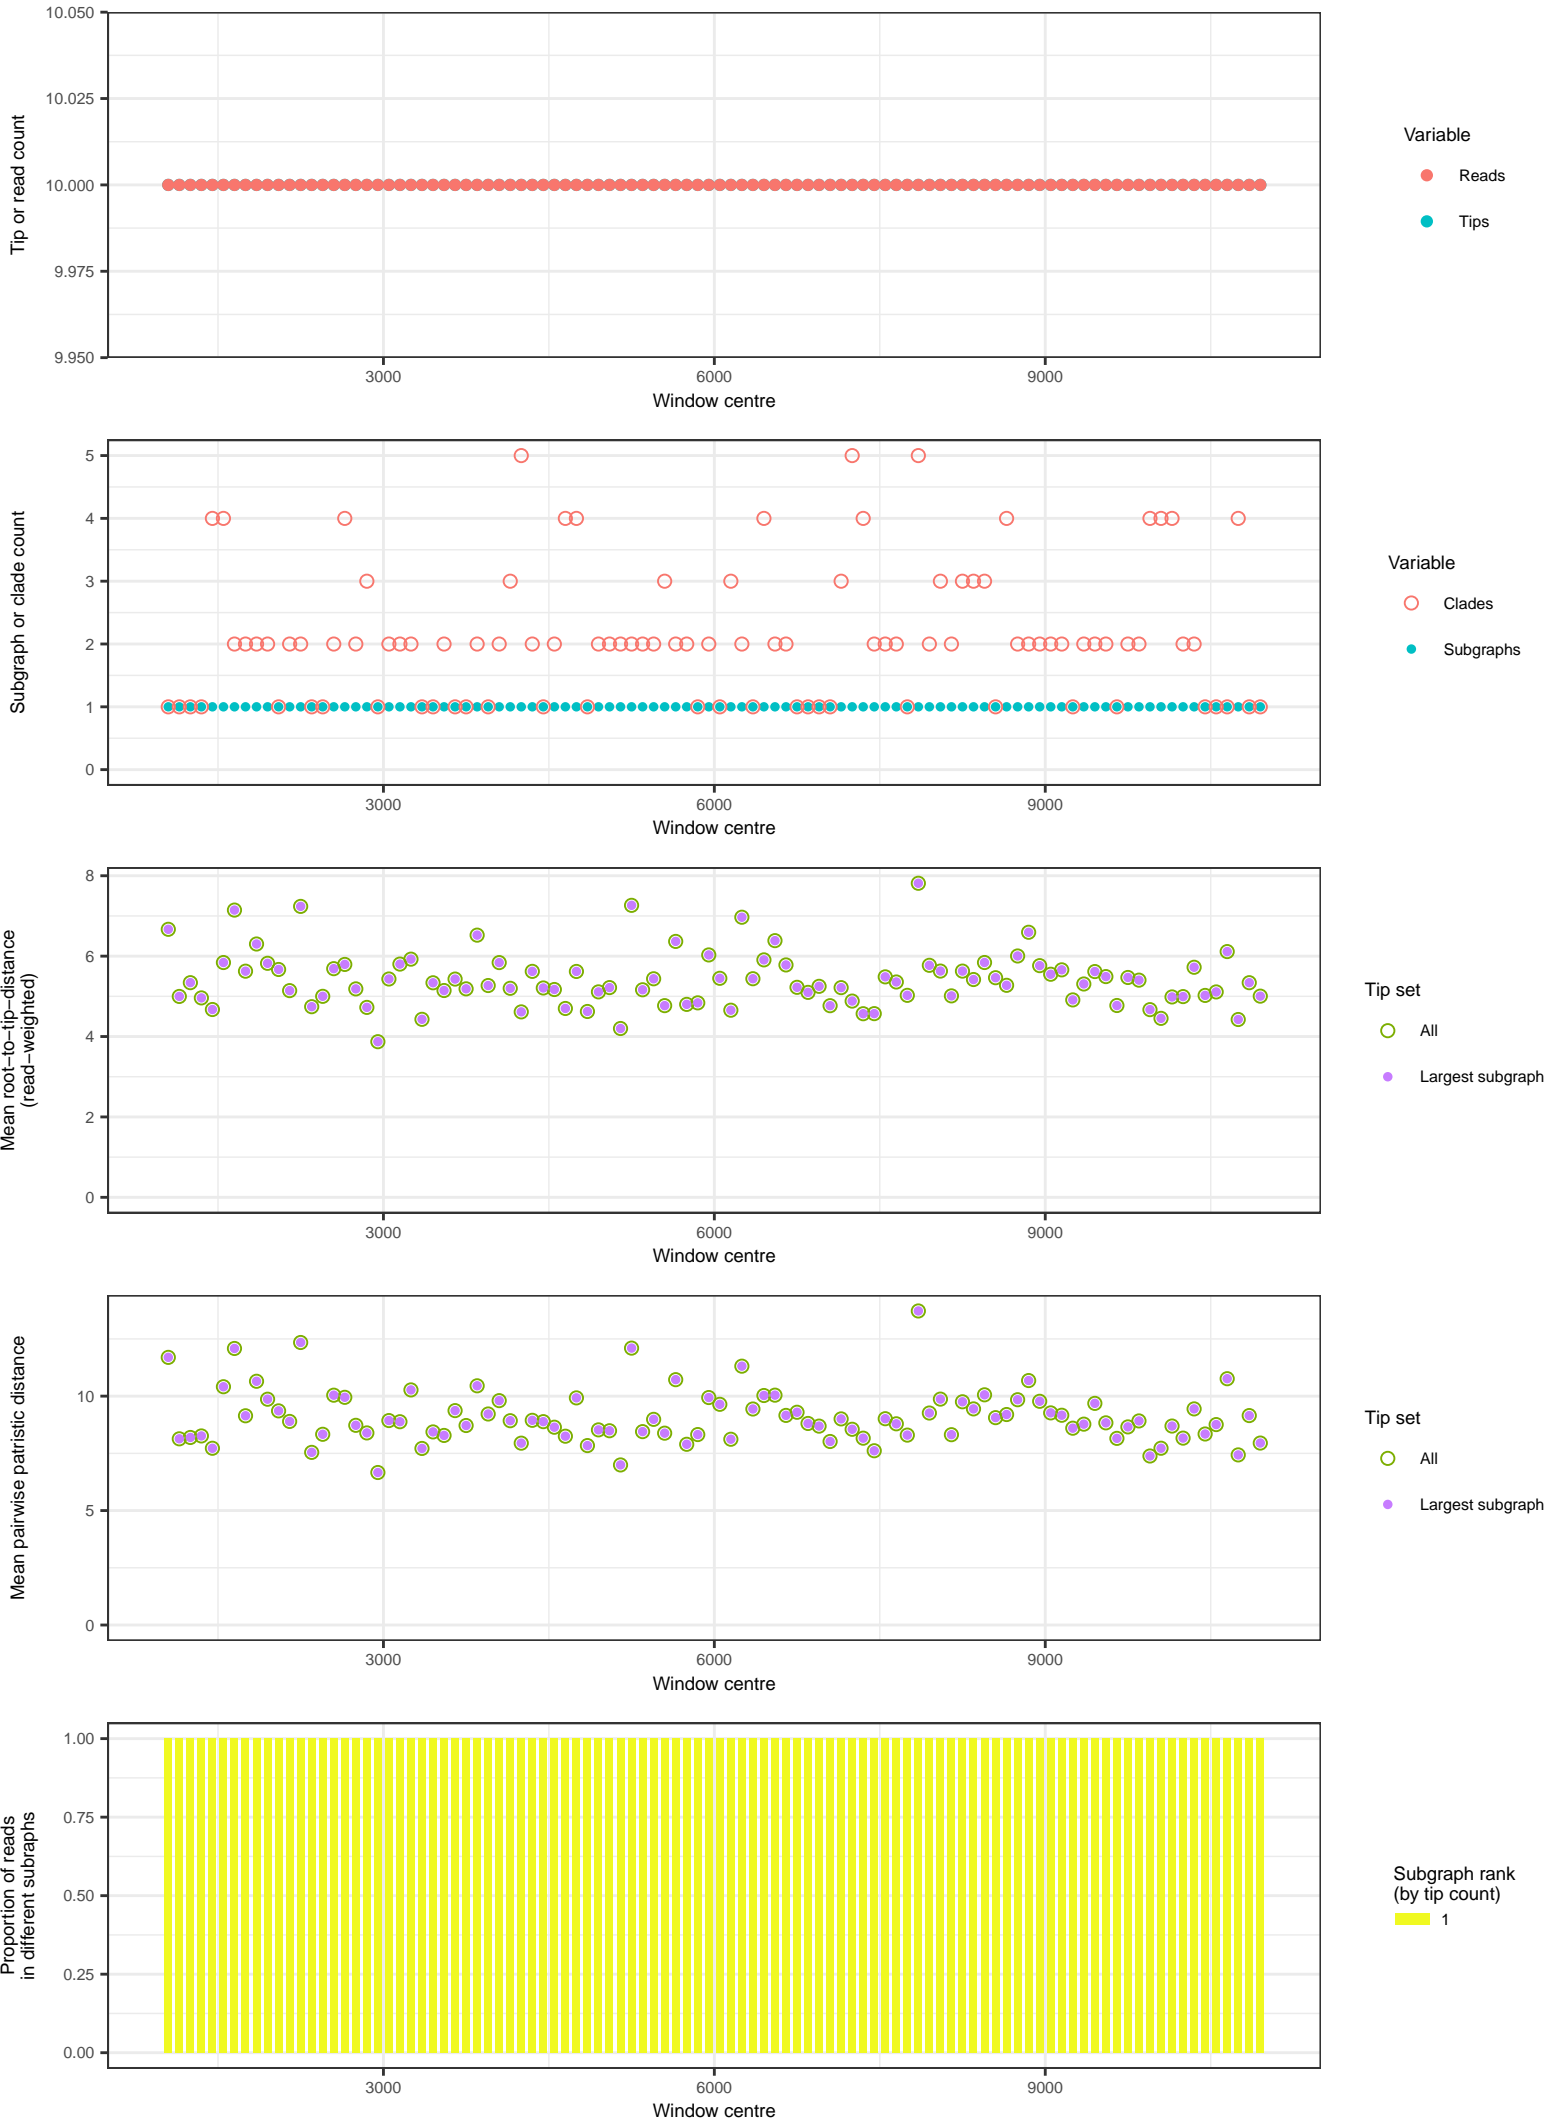 10.050
10.025
10.000
9.975
9.950
Tip or read count
3000 6000 9000
Window centre
Variable
Reads
Tips
5
4
3
2
1
0
Subgraph or clade count
3000 6000 9000
Window centre
Variable
Clades
Subgraphs
8
6
4
2
0
Mean root−to−tip−distance
(read−weighted)
3000 6000 9000
Window centre
Tip set
All
Largest subgraph
10
5
0
Mean pairwise patristic distance
3000 6000 9000
Window centre
Tip set
All
Largest subgraph
1.00
0.75
0.50
0.25
0.00
Proportion of reads
in different subraphs
3000 6000 9000
Window centre
Subgraph rank
(by tip count)
1